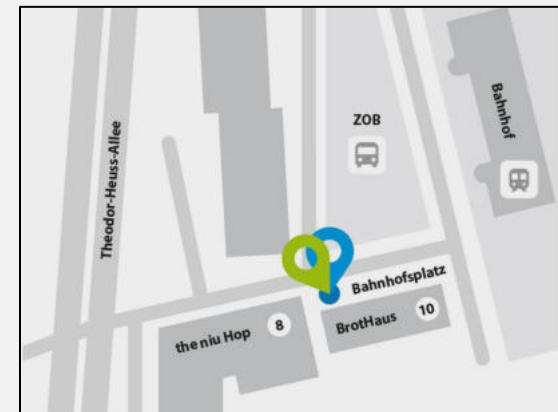 ZOB
Bahnhof
Theodor-Heuss-Allee
Bahnhofsplatz
the niu Hop 8
BrotHaus 10